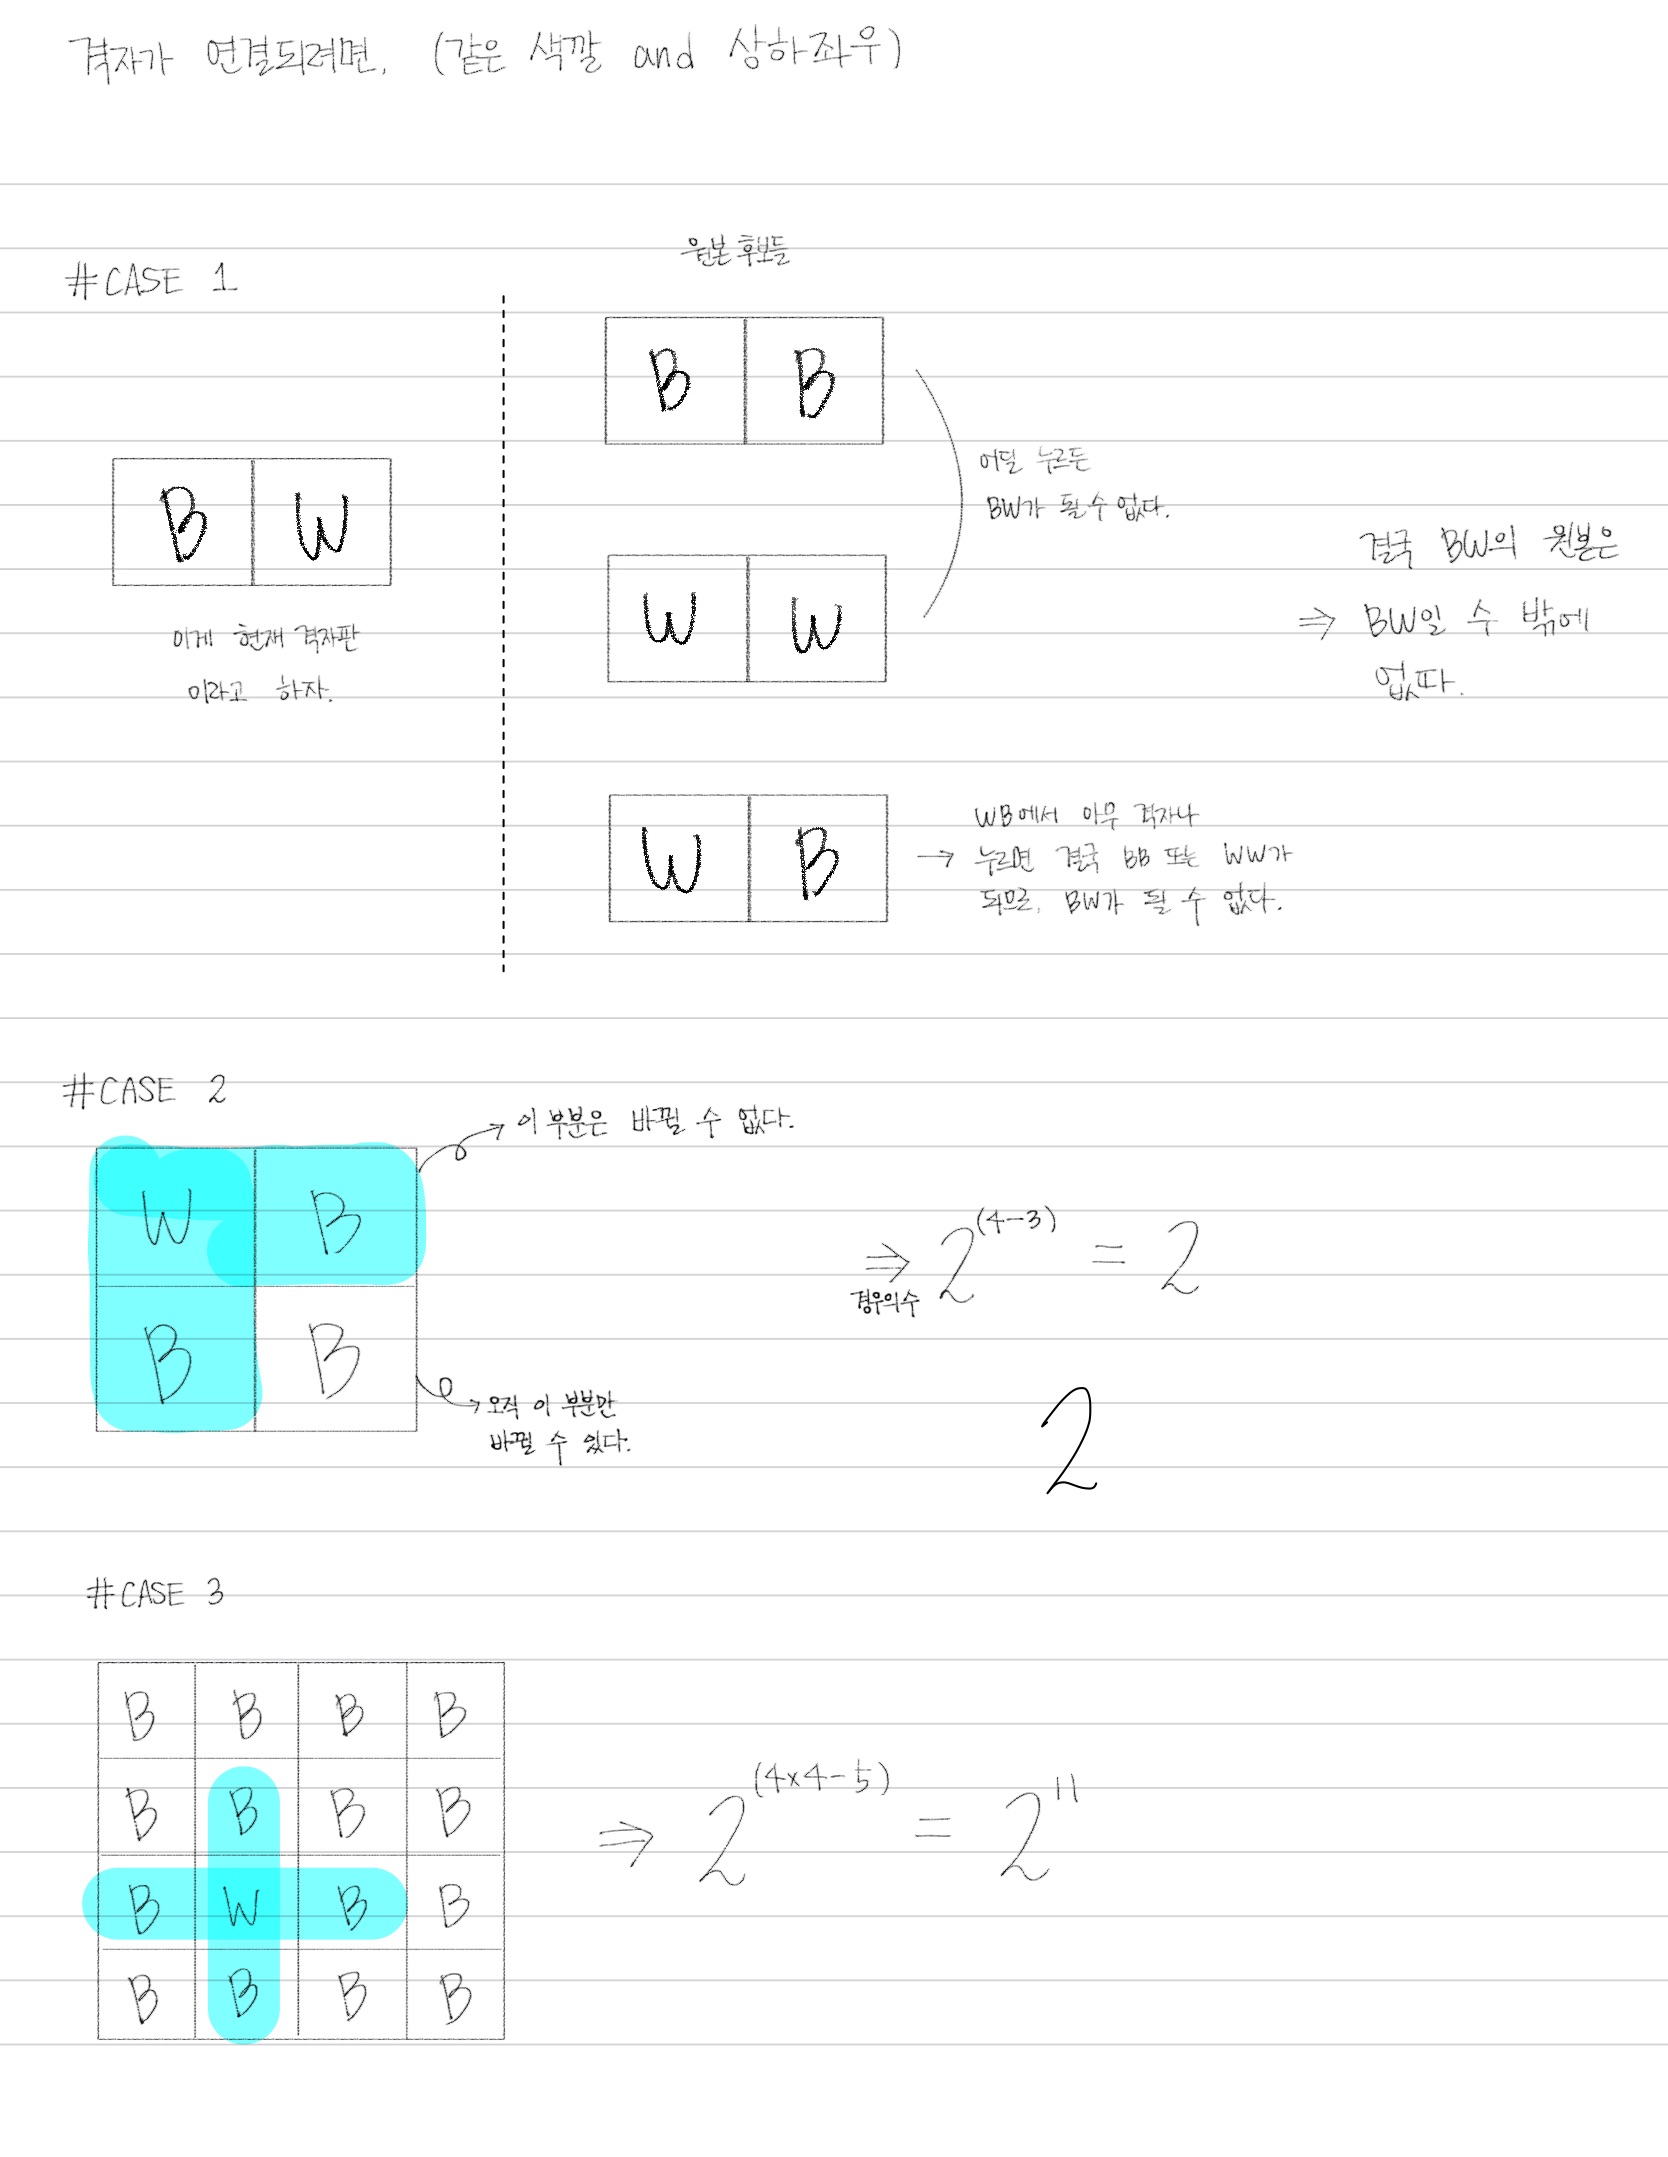 격자가 연결되려면, (같은 색깔 and 상하좌우)
원본 후보들
#CASE 1
B B
어딜 누르든
BW가 될 수 없다.
B W
결국 BW의 원본은
W W
⇒ BW일 수 밖에
없따.
이게 현재 격자판
이라고 하자.
W B
WB에서 아무 격자나
→ 누르면 결국 BB 또는 WW가
되므로, BW가 될 수 없다.
#CASE 2
이 부분은 바뀔 수 없다.
W B
⇒ 2^(4-3) = 2
경우의수
B B
오직 이 부분만
바뀔 수 있다.
2
#CASE 3
B B B B
B B B B
⇒ 2^(4×4-5) = 2^11
B W B B
B B B B